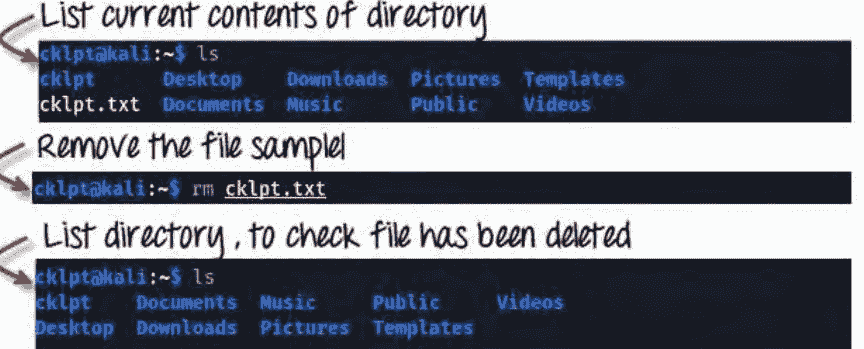 List current contents of directory
cklpt@kali:~$ ls
cklpt Desktop Downloads Pictures Templates
cklpt.txt Documents Music Public Videos
Remove the file sample1
cklpt@kali:~$ rm cklpt.txt
List directory , to check file has been deleted
cklpt@kali:~$ ls
cklpt Documents Music Public Videos
Desktop Downloads Pictures Templates